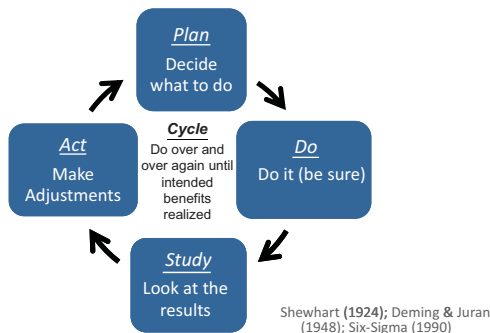 Plan
Decide
what to do
Do
Do it (be sure)
Study
Look at the
results
Act
Make
Adjustments
Cycle
Do over and
over again until
intended
benefits
realized
Shewhart (1924); Deming & Juran
(1948); Six-Sigma (1990)